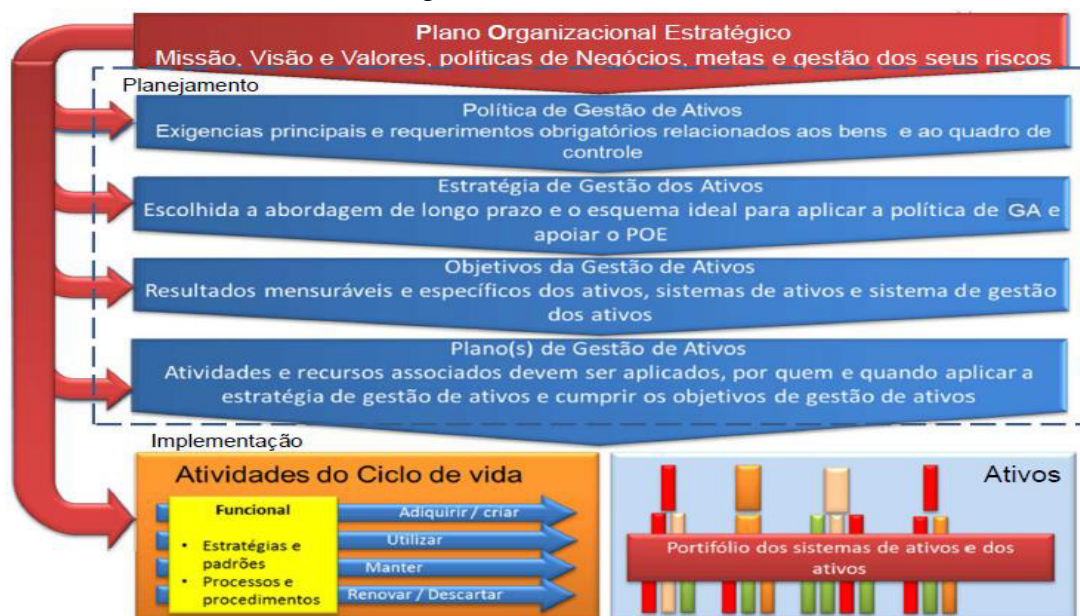 Plano Organizacional Estratégico
Missão, Visão e Valores, políticas de Negócios, metas e gestão dos seus riscos
Planejamento
Política de Gestão de Ativos
Exigencias principais e requerimentos obrigatórios relacionados aos bens e ao quadro de
controle
Estratégia de Gestão dos Ativos
Escolhida a abordagem de longo prazo e o esquema ideal para aplicar a política de GA e
apoiar o POE
Objetivos da Gestão de Ativos
Resultados mensuráveis e específicos dos ativos, sistemas de ativos e sistema de gestão
dos ativos
Plano(s) de Gestão de Ativos
Atividades e recursos associados devem ser aplicados, por quem e quando aplicar a
estratégia de gestão de ativos e cumprir os objetivos de gestão de ativos
Implementação
Atividades do Ciclo de vida
Funcional
• Estratégias e
padrões
• Processos e
procedimentos
Adiquirir / criar
Utilizar
Manter
Renovar / Descartar
Ativos
Portifólio dos sistemas de ativos e dos
ativos